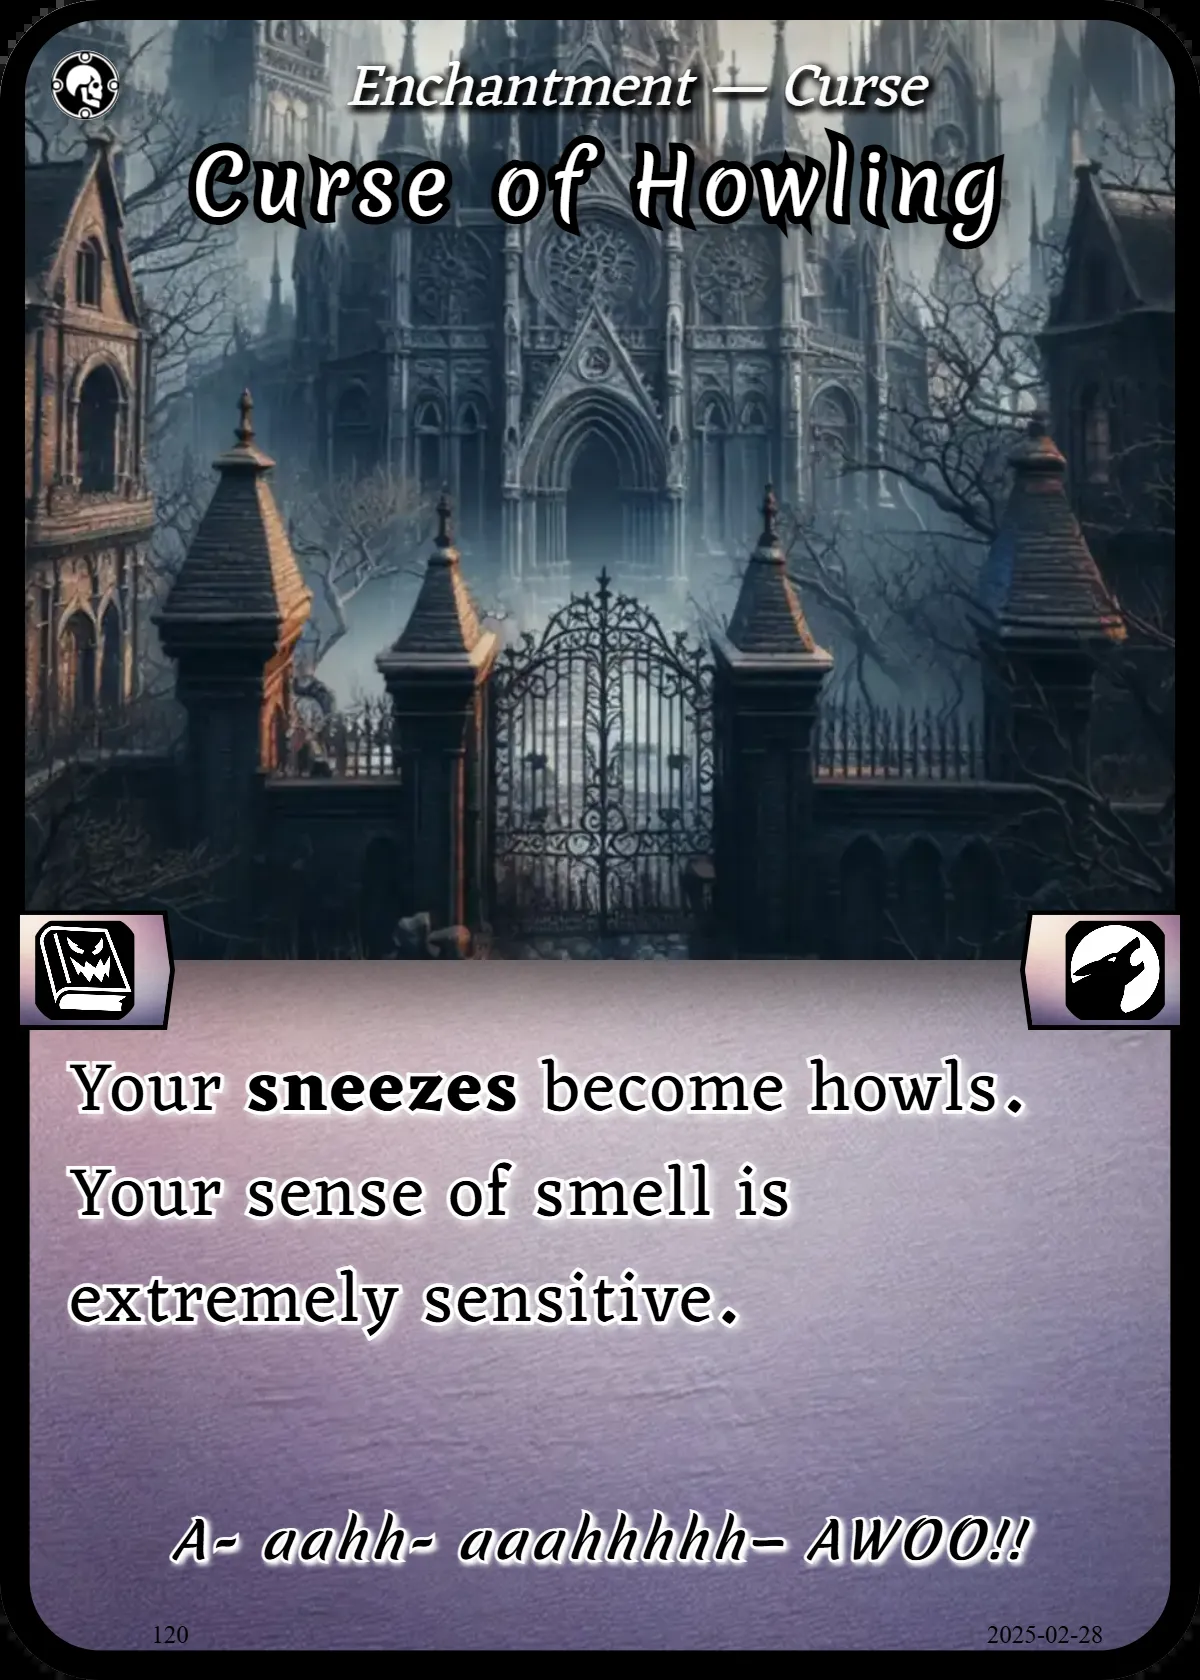 Enchantment — Curse
Curse of Howling
Your sneezes become howls.
Your sense of smell is
extremely sensitive.
A- aahh- aaahhhhh– AWOO!!
120
2025-02-28